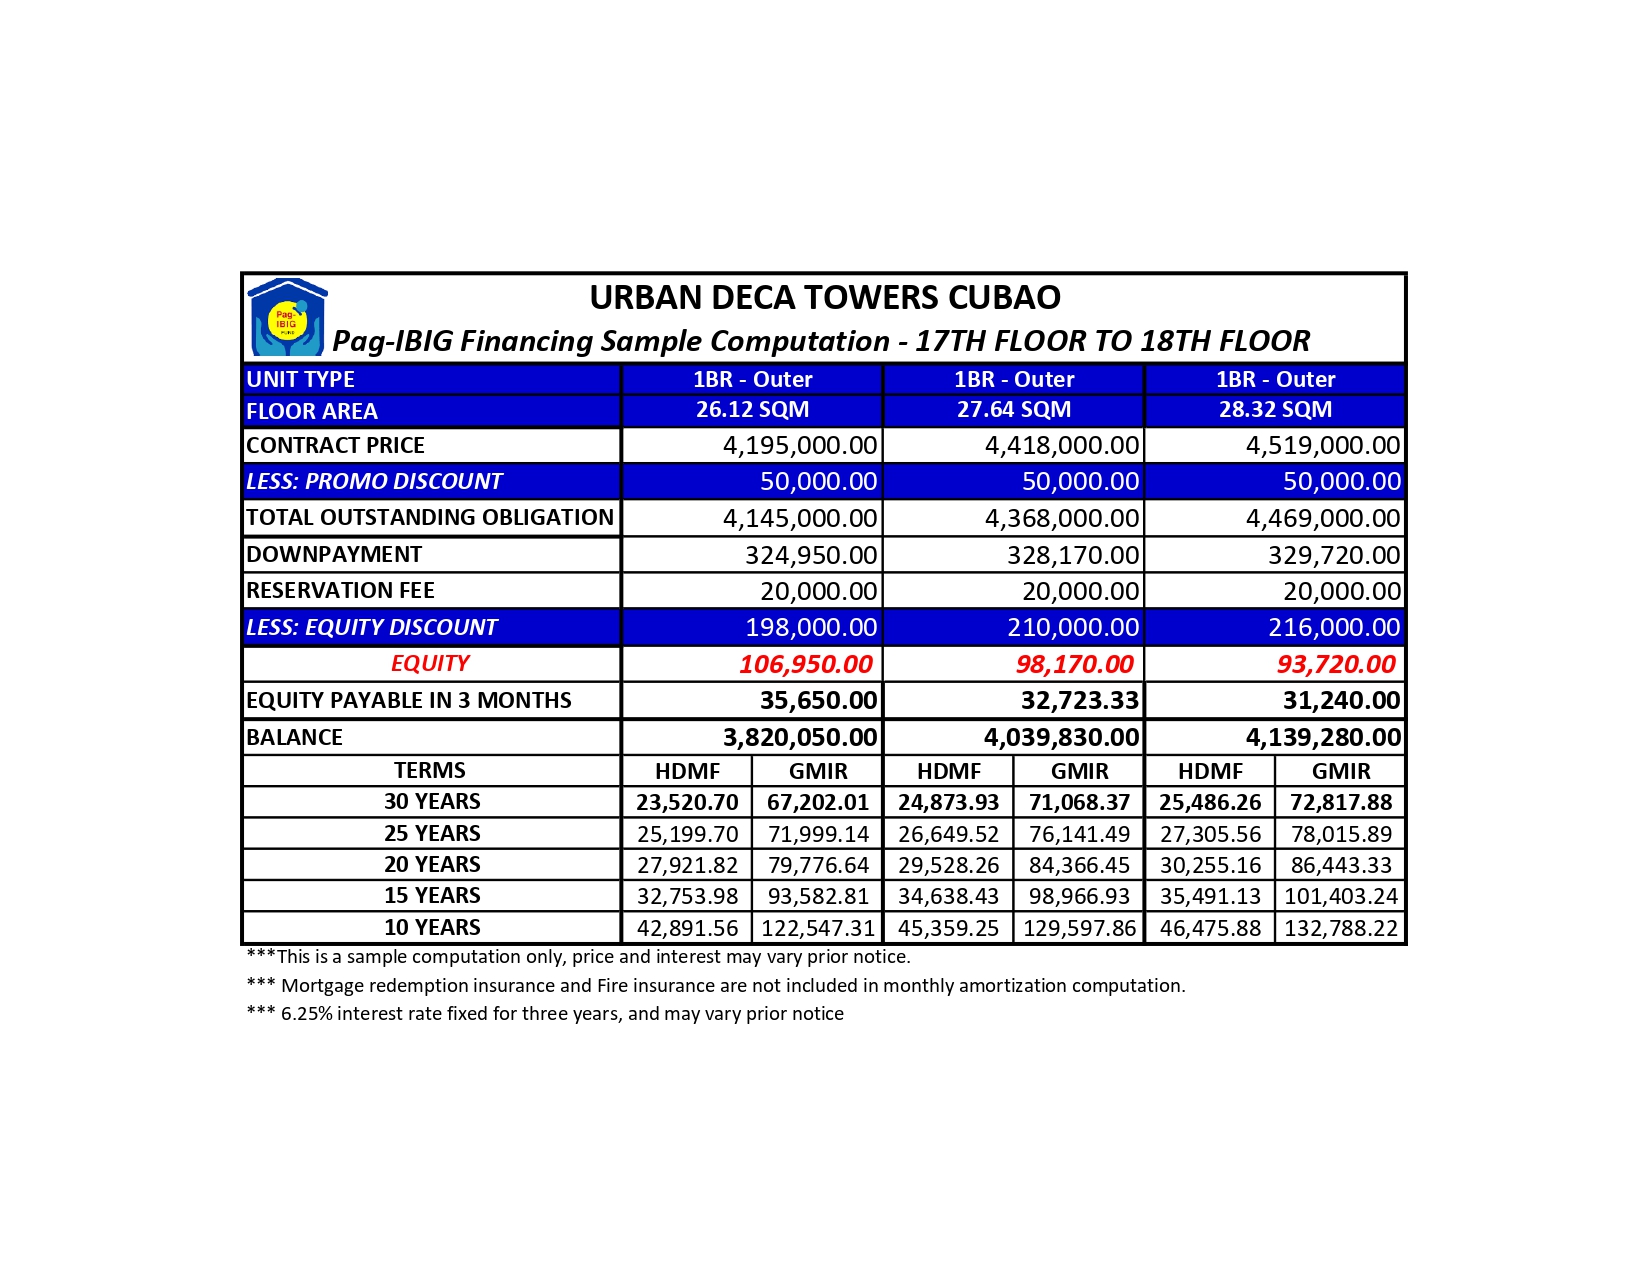 URBAN DECA TOWERS CUBAO
Pag-IBIG FUND
Pag-IBIG Financing Sample Computation - 17TH FLOOR TO 18TH FLOOR
UNIT TYPE 1BR - Outer 1BR - Outer 1BR - Outer
FLOOR AREA 26.12 SQM 27.64 SQM 28.32 SQM
CONTRACT PRICE 4,195,000.00 4,418,000.00 4,519,000.00
LESS: PROMO DISCOUNT 50,000.00 50,000.00 50,000.00
TOTAL OUTSTANDING OBLIGATION 4,145,000.00 4,368,000.00 4,469,000.00
DOWNPAYMENT 324,950.00 328,170.00 329,720.00
RESERVATION FEE 20,000.00 20,000.00 20,000.00
LESS: EQUITY DISCOUNT 198,000.00 210,000.00 216,000.00
EQUITY 106,950.00 98,170.00 93,720.00
EQUITY PAYABLE IN 3 MONTHS 35,650.00 32,723.33 31,240.00
BALANCE 3,820,050.00 4,039,830.00 4,139,280.00
TERMS HDMF GMIR HDMF GMIR HDMF GMIR
30 YEARS 23,520.70 67,202.01 24,873.93 71,068.37 25,486.26 72,817.88
25 YEARS 25,199.70 71,999.14 26,649.52 76,141.49 27,305.56 78,015.89
20 YEARS 27,921.82 79,776.64 29,528.26 84,366.45 30,255.16 86,443.33
15 YEARS 32,753.98 93,582.81 34,638.43 98,966.93 35,491.13 101,403.24
10 YEARS 42,891.56 122,547.31 45,359.25 129,597.86 46,475.88 132,788.22
***This is a sample computation only, price and interest may vary prior notice.
*** Mortgage redemption insurance and Fire insurance are not included in monthly amortization computation.
*** 6.25% interest rate fixed for three years, and may vary prior notice